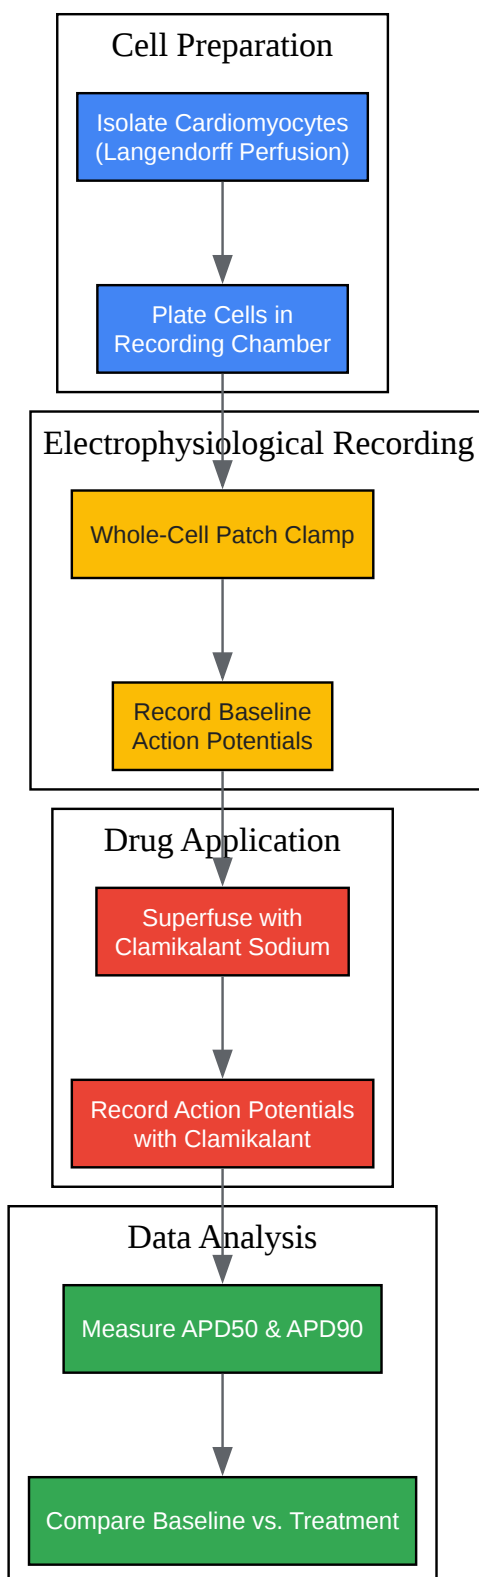 Cell Preparation
Isolate Cardiomyocytes
(Langendorff Perfusion)
Plate Cells in
Recording Chamber
Electrophysiological Recording
Whole-Cell Patch Clamp
Record Baseline
Action Potentials
Drug Application
Superfuse with
Clamikalant Sodium
Record Action Potentials
with Clamikalant
Data Analysis
Measure APD50 & APD90
Compare Baseline vs. Treatment